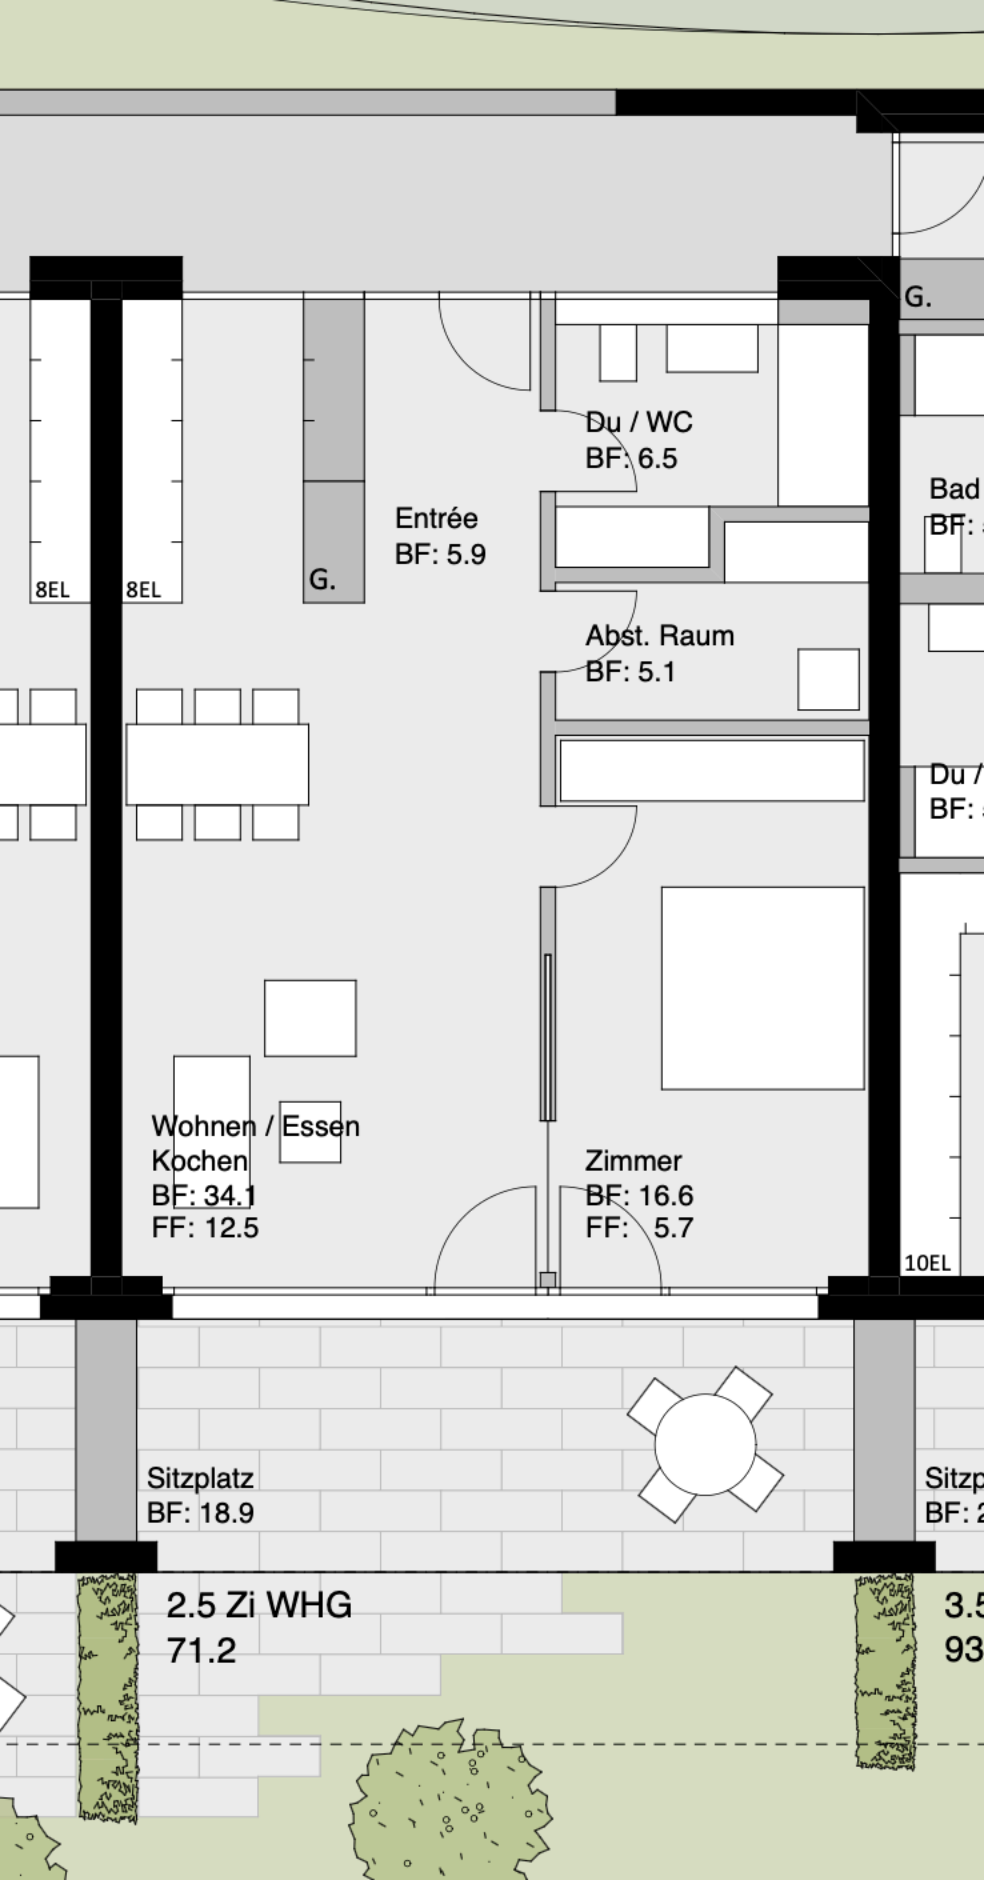 G.
Du / WC
BF: 6.5
Bad
BF:
Entrée
BF: 5.9
G.
8EL
8EL
Abst. Raum
BF: 5.1
Du /
BF:
Wohnen / Essen
Kochen
BF: 34.1
FF: 12.5
Zimmer
BF: 16.6
FF: 5.7
10EL
Sitzplatz
BF: 18.9
Sitzp
BF: 2
2.5 Zi WHG
71.2
3.5
93